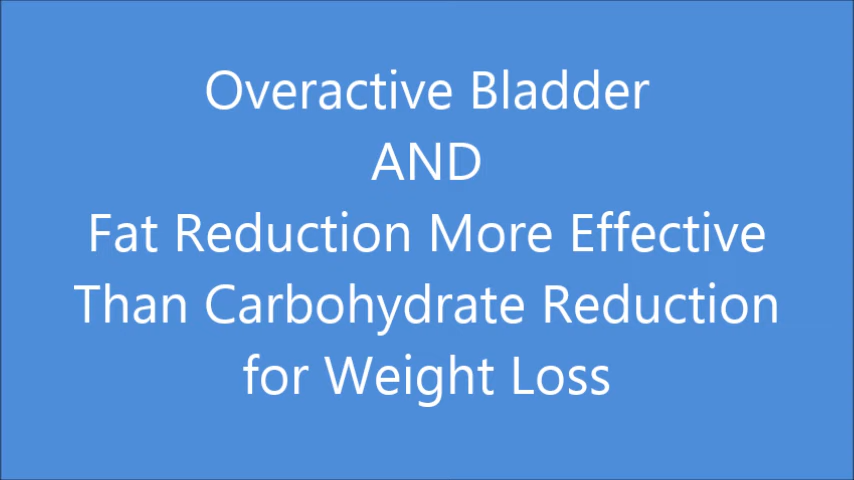 Overactive Bladder
AND
Fat Reduction More Effective
Than Carbohydrate Reduction
for Weight Loss